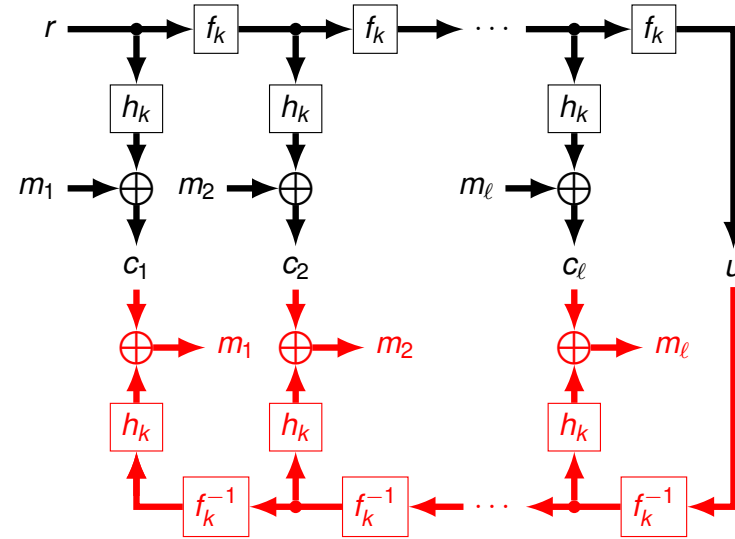 r f_k f_k ⋯ f_k
h_k h_k h_k
m_1 ⊕ m_2 ⊕ m_ℓ ⊕
c_1 c_2 c_ℓ u
⊕ m_1 ⊕ m_2 ⊕ m_ℓ
h_k h_k h_k
f_k^{-1} f_k^{-1} ⋯ f_k^{-1}